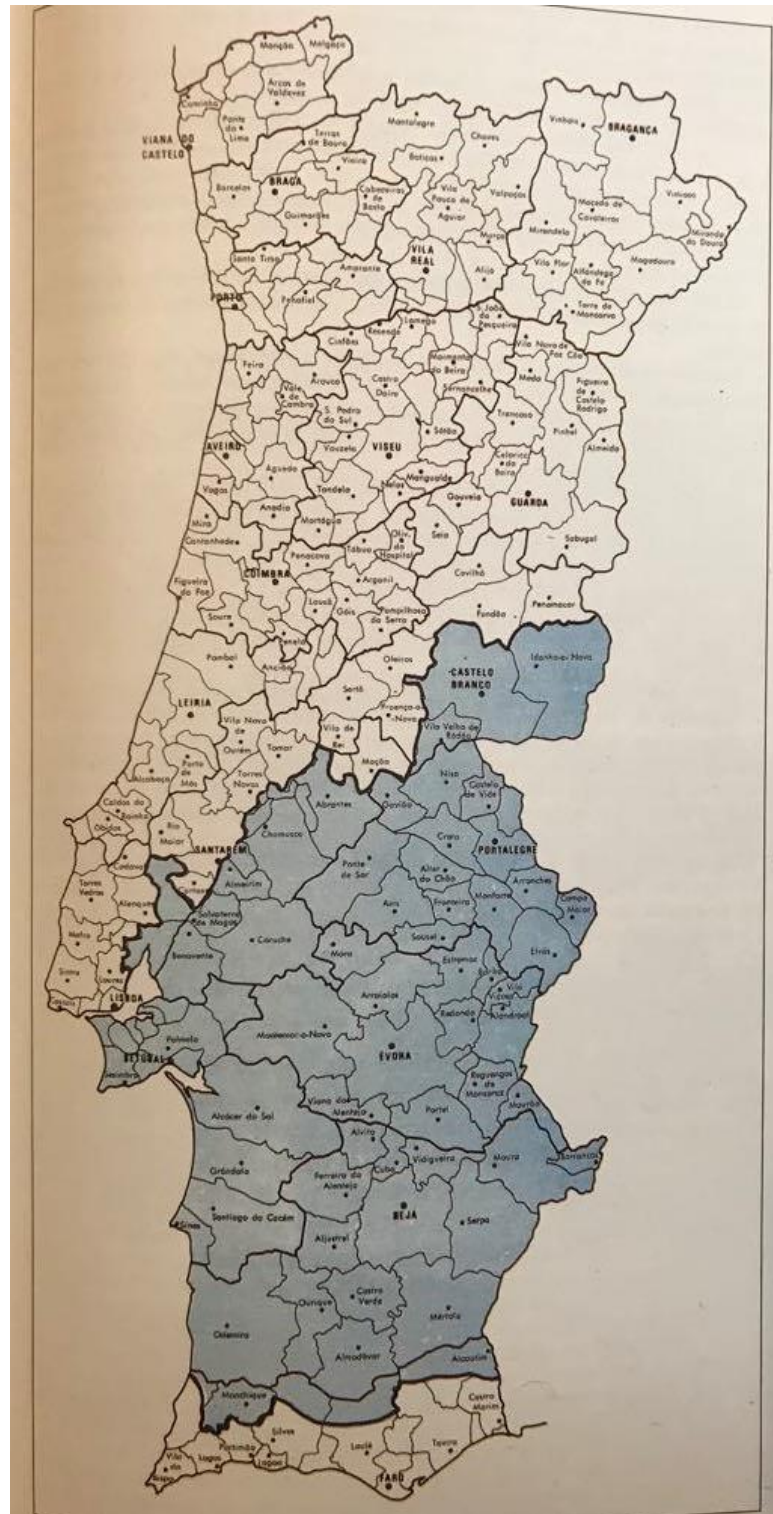 Monção
Melgaço
Arcos de
Valdevez
Caminha
Ponte
do
Lima
VIANA DO
CASTELO
Terras
de Bouro
Montalegre
Chaves
Vinhais
BRAGANÇA
Boticas
Vieira
BRAGA
Barcelos
Cabeceiras
de
Basto
Vila
Pouca de
Aguiar
Valpaços
Macedo de
Cavaleiros
Vimioso
Guimarães
Murça
Mirandela
Miranda
do Douro
Santo Tirso
Amarante
VILA
REAL
Alijó
Vila Flor
Alfândega
da Fé
Mogadouro
PORTO
Penafiel
Torre de
Moncorvo
Cinfães
Resende
Lamego
S. João
da
Pesqueira
Vila Nova de
Foz Côa
Feira
Arouca
Castro
Daire
Moimenta
da Beira
Sernancelhe
Meda
Figueira
de
Castelo
Rodrigo
Vale
de
Cambra
S. Pedro
do Sul
Trancoso
Pinhel
Sátão
Almeida
AVEIRO
Vouzela
VISEU
Celorico
da
Beira
Águeda
Vagos
Tondela
Nelas
Mangualde
GUARDA
Gouveia
Mira
Anadia
Mortágua
Seia
Sabugal
Cantanhede
Penacova
Tábua
Oliv.
do
Hospital
COIMBRA
Covilhã
Arganil
Figueira
da Foz
Lousã
Góis
Pampilhosa
da Serra
Fundão
Penamacor
Soure
Penela
Pombal
Ancião
Oleiros
CASTELO
BRANCO
Idanha-a-Nova
LEIRIA
Sertã
Proença-a-
Nova
Vila Nova
de
Ourém
Vila de
Rei
Vila Velha de
Ródão
Tomar
Porto
de
Mós
Mação
Alcobaça
Torres
Novas
Nisa
Castelo
de Vide
Abrantes
Gavião
Caldas da
Rainha
Óbidos
Rio
Maior
Chamusca
Crato
PORTALEGRE
SANTARÉM
Ponte
de Sor
Alter
do Chão
Arronches
Cadaval
Almeirim
Cartaxo
Torres
Vedras
Alenquer
Salvaterra
de Magos
Avis
Fronteira
Monforte
Campo
Maior
Mafra
Coruche
Sousel
Elvas
Benavente
Mora
Estremoz
Sintra
Loures
Borba
Vila
Viçosa
Cascais
LISBOA
Arraiolos
Redondo
Alandroal
Palmela
Montemor-o-Novo
SETÚBAL
ÉVORA
Sesimbra
Reguengos
de
Monsaraz
Viana do
Alentejo
Portel
Mourão
Alcácer do Sal
Alvito
Vidigueira
Moura
Barrancos
Grândola
Cuba
Ferreira do
Alentejo
Santiago do Cacém
BEJA
Serpa
Sines
Aljustrel
Castro
Verde
Ourique
Mértola
Odemira
Almodôvar
Alcoutim
Monchique
Castro
Marim
Silves
Portimão
Loulé
Tavira
Lagos
Lagoa
Vila
do
Bispo
FARO